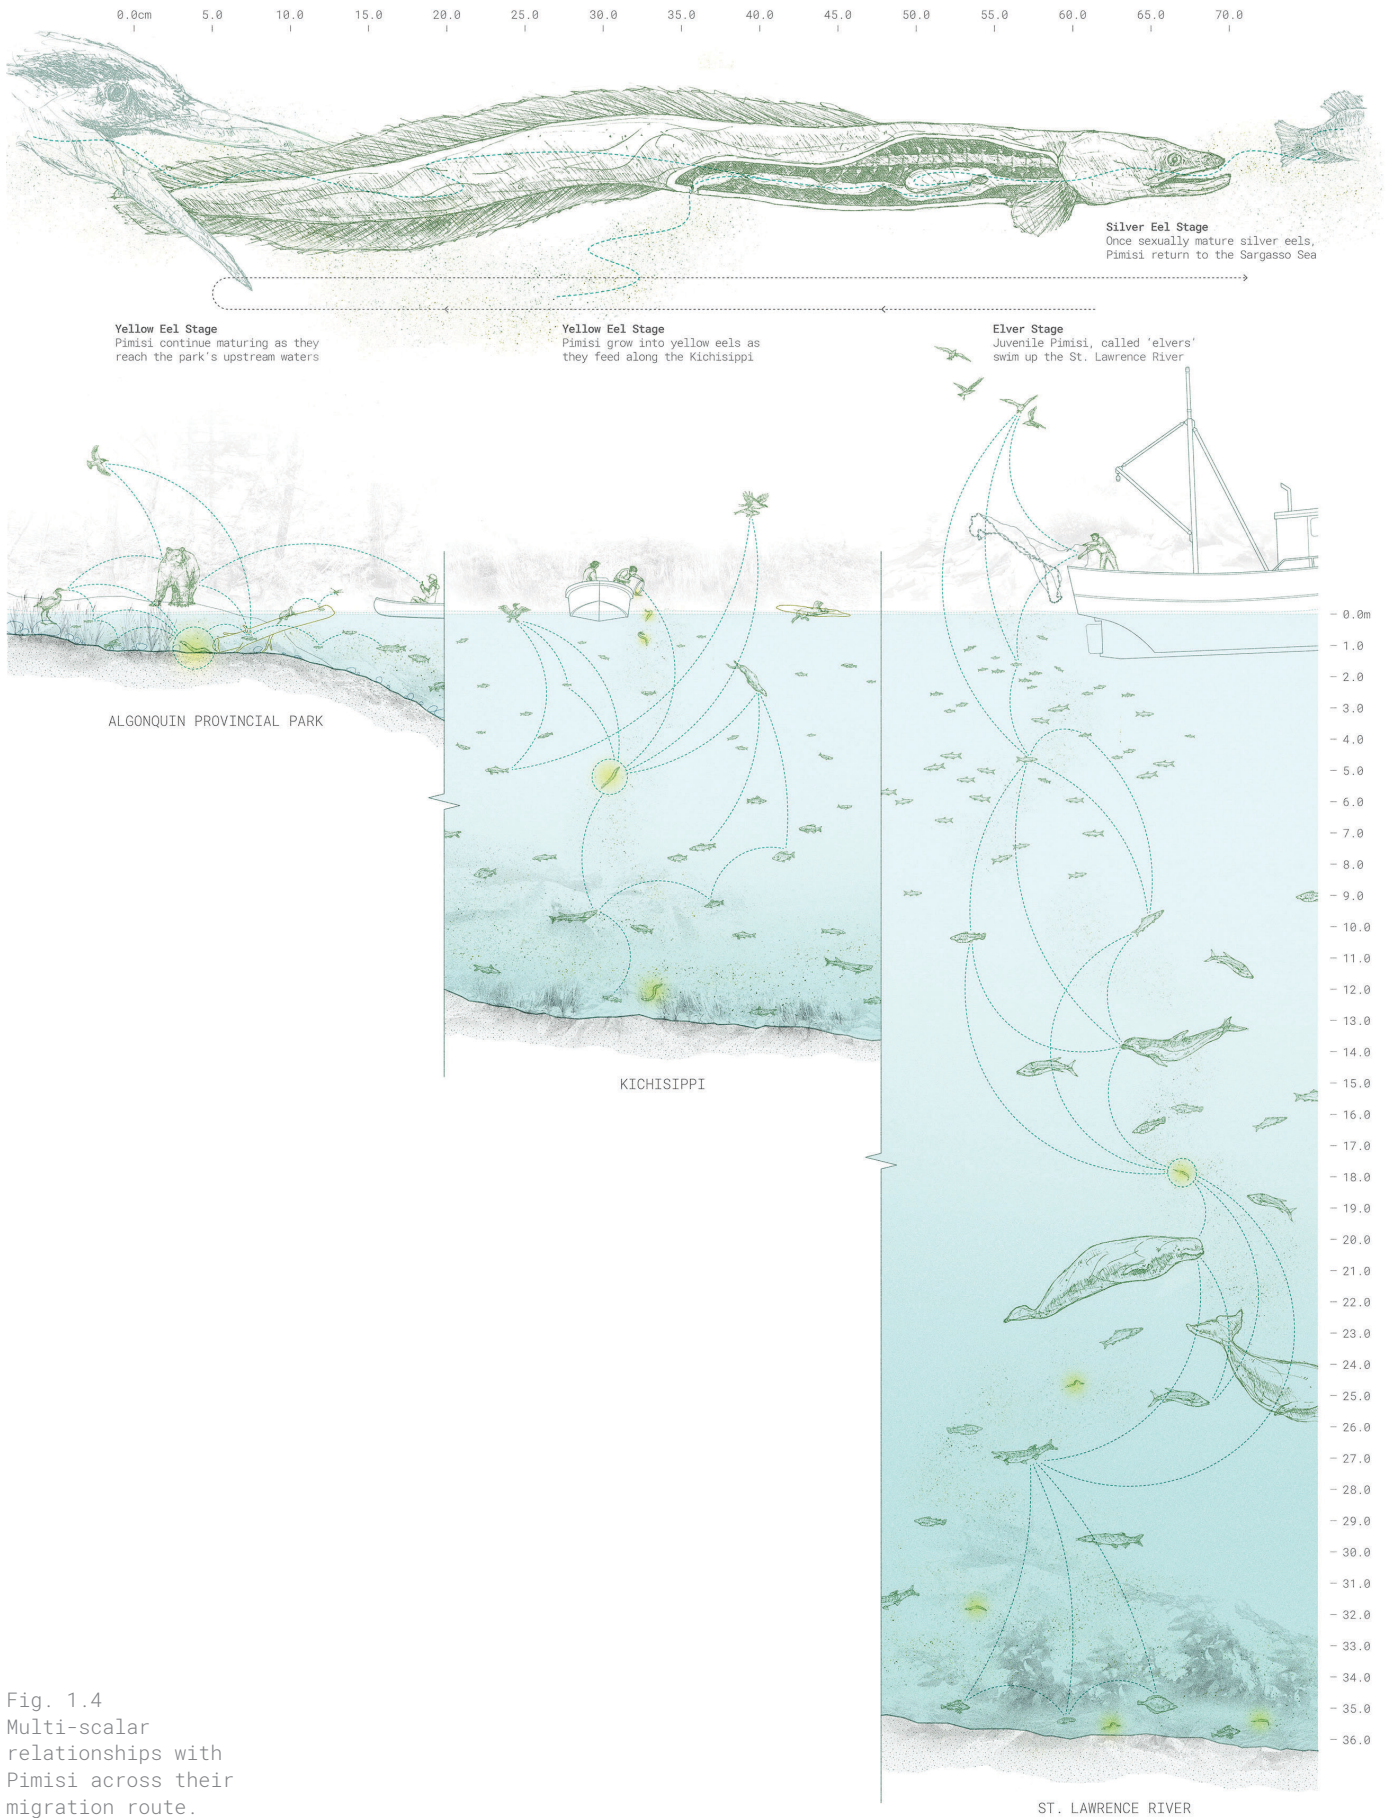 0.0cm 5.0 10.0 15.0 20.0 25.0 30.0 35.0 40.0 45.0 50.0 55.0 60.0 65.0 70.0
Silver Eel Stage
Once sexually mature silver eels,
Pimisi return to the Sargasso Sea
Yellow Eel Stage
Pimisi continue maturing as they
reach the park's upstream waters
Yellow Eel Stage
Pimisi grow into yellow eels as
they feed along the Kichisippi
Elver Stage
Juvenile Pimisi, called 'elvers'
swim up the St. Lawrence River
0.0m
1.0
2.0
3.0
4.0
5.0
6.0
7.0
8.0
9.0
10.0
11.0
12.0
13.0
14.0
15.0
16.0
17.0
18.0
19.0
20.0
21.0
22.0
23.0
24.0
25.0
26.0
27.0
28.0
29.0
30.0
31.0
32.0
33.0
34.0
35.0
36.0
ALGONQUIN PROVINCIAL PARK
KICHISIPPI
ST. LAWRENCE RIVER
Fig. 1.4
Multi-scalar
relationships with
Pimisi across their
migration route.